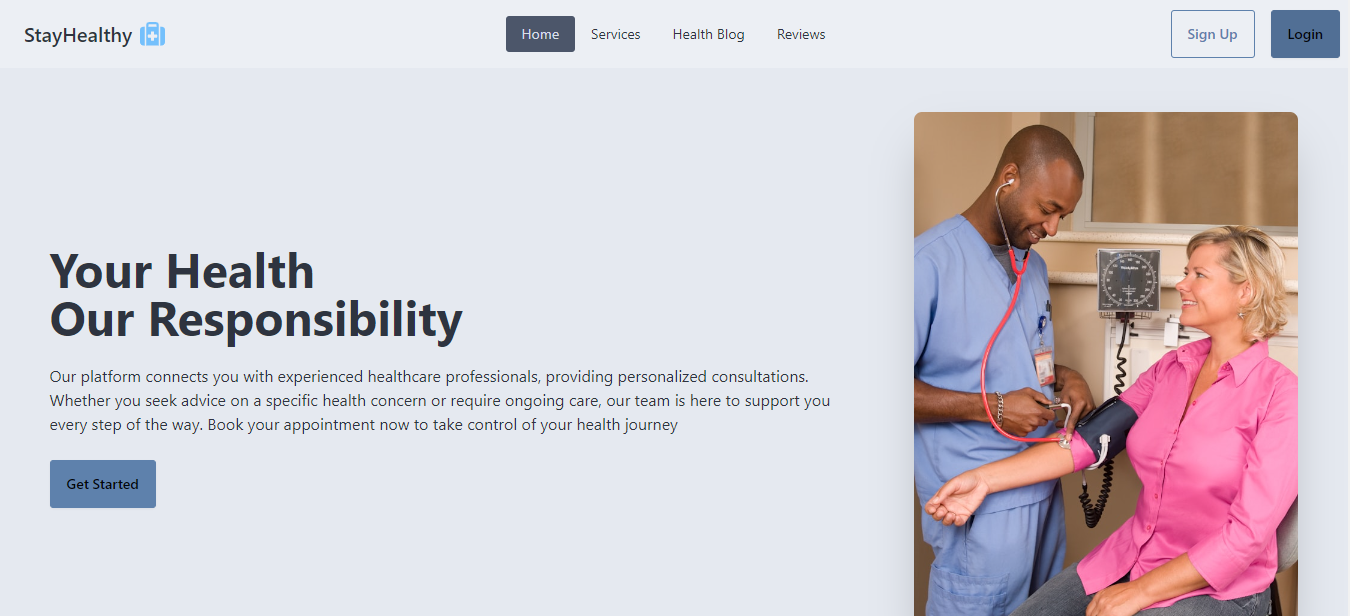 StayHealthy
Home
Services
Health Blog
Reviews
Sign Up
Login
Your Health
Our Responsibility
Our platform connects you with experienced healthcare professionals, providing personalized consultations.
Whether you seek advice on a specific health concern or require ongoing care, our team is here to support you
every step of the way. Book your appointment now to take control of your health journey
Get Started